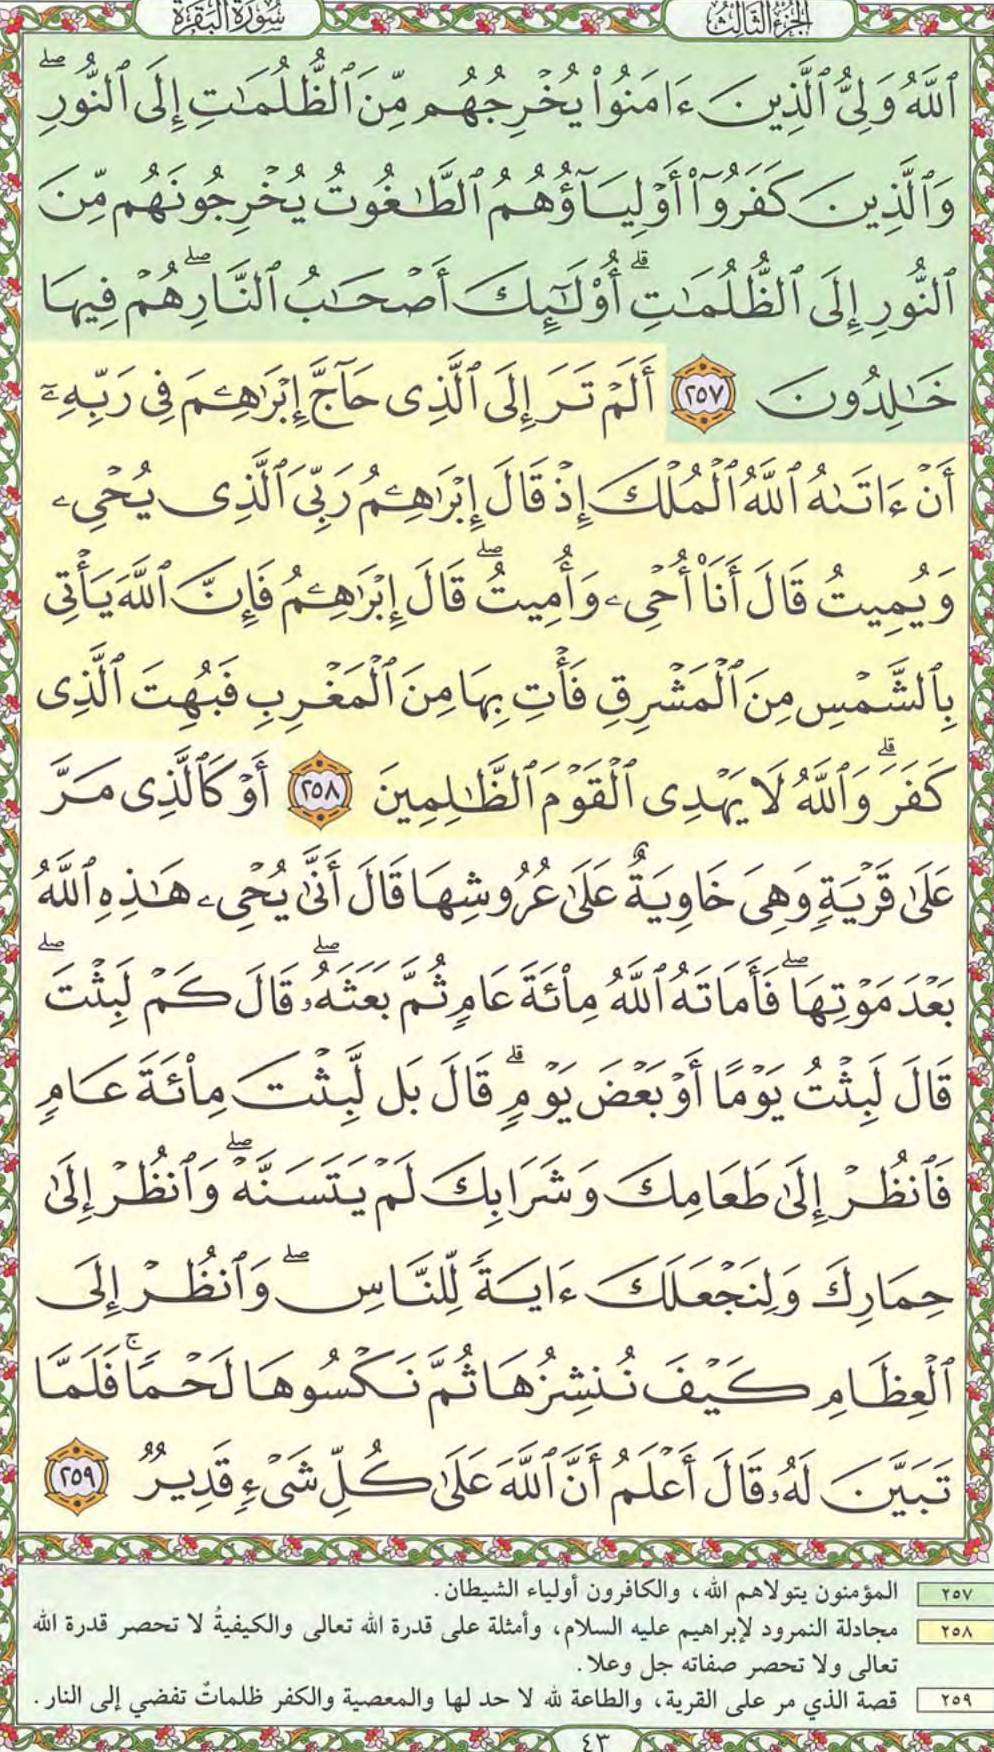 الجزء الثالث
سورة البقرة
ٱللَّهُ وَلِيُّ ٱلَّذِينَ ءَامَنُوا۟ يُخْرِجُهُم مِّنَ ٱلظُّلُمَـٰتِ إِلَى ٱلنُّورِ ۖ
وَٱلَّذِينَ كَفَرُوٓا۟ أَوْلِيَآؤُهُمُ ٱلطَّـٰغُوتُ يُخْرِجُونَهُم مِّنَ
ٱلنُّورِ إِلَى ٱلظُّلُمَـٰتِ ۗ أُو۟لَـٰٓئِكَ أَصْحَـٰبُ ٱلنَّارِ ۖ هُمْ فِيهَا
خَـٰلِدُونَ ٢٥٧ أَلَمْ تَرَ إِلَى ٱلَّذِى حَآجَّ إِبْرَٰهِـۧمَ فِى رَبِّهِۦٓ
أَنْ ءَاتَىٰهُ ٱللَّهُ ٱلْمُلْكَ إِذْ قَالَ إِبْرَٰهِـۧمُ رَبِّىَ ٱلَّذِى يُحْىِۦ
وَيُمِيتُ قَالَ أَنَا۠ أُحْىِۦ وَأُمِيتُ ۖ قَالَ إِبْرَٰهِـۧمُ فَإِنَّ ٱللَّهَ يَأْتِى
بِٱلشَّمْسِ مِنَ ٱلْمَشْرِقِ فَأْتِ بِهَا مِنَ ٱلْمَغْرِبِ فَبُهِتَ ٱلَّذِى
كَفَرَ ۗ وَٱللَّهُ لَا يَهْدِى ٱلْقَوْمَ ٱلظَّـٰلِمِينَ ٢٥٨ أَوْ كَٱلَّذِى مَرَّ
عَلَىٰ قَرْيَةٍ وَهِىَ خَاوِيَةٌ عَلَىٰ عُرُوشِهَا قَالَ أَنَّىٰ يُحْىِۦ هَـٰذِهِ ٱللَّهُ
بَعْدَ مَوْتِهَا ۖ فَأَمَاتَهُ ٱللَّهُ مِا۟ئَةَ عَامٍ ثُمَّ بَعَثَهُۥ ۖ قَالَ كَمْ لَبِثْتَ ۖ
قَالَ لَبِثْتُ يَوْمًا أَوْ بَعْضَ يَوْمٍ ۗ قَالَ بَل لَّبِثْتَ مِا۟ئَةَ عَامٍ
فَٱنظُرْ إِلَىٰ طَعَامِكَ وَشَرَابِكَ لَمْ يَتَسَنَّهْ ۖ وَٱنظُرْ إِلَىٰ
حِمَارِكَ وَلِنَجْعَلَكَ ءَايَةً لِّلنَّاسِ ۖ وَٱنظُرْ إِلَى
ٱلْعِظَامِ كَيْفَ نُنشِزُهَا ثُمَّ نَكْسُوهَا لَحْمًا ۚ فَلَمَّا
تَبَيَّنَ لَهُۥ قَالَ أَعْلَمُ أَنَّ ٱللَّهَ عَلَىٰ كُلِّ شَىْءٍ قَدِيرٌ ٢٥٩
٢٥٧ المؤمنون يتولاهم الله، والكافرون أولياء الشيطان.
٢٥٨ مجادلة النمرود لإبراهيم عليه السلام، وأمثلة على قدرة الله تعالى والكيفيةُ لا تحصر قدرة الله
تعالى ولا تحصر صفاته جل وعلا.
٢٥٩ قصة الذي مر على القرية، والطاعة لله لا حد لها والمعصية والكفر ظلماتٌ تفضي إلى النار.
٤٣